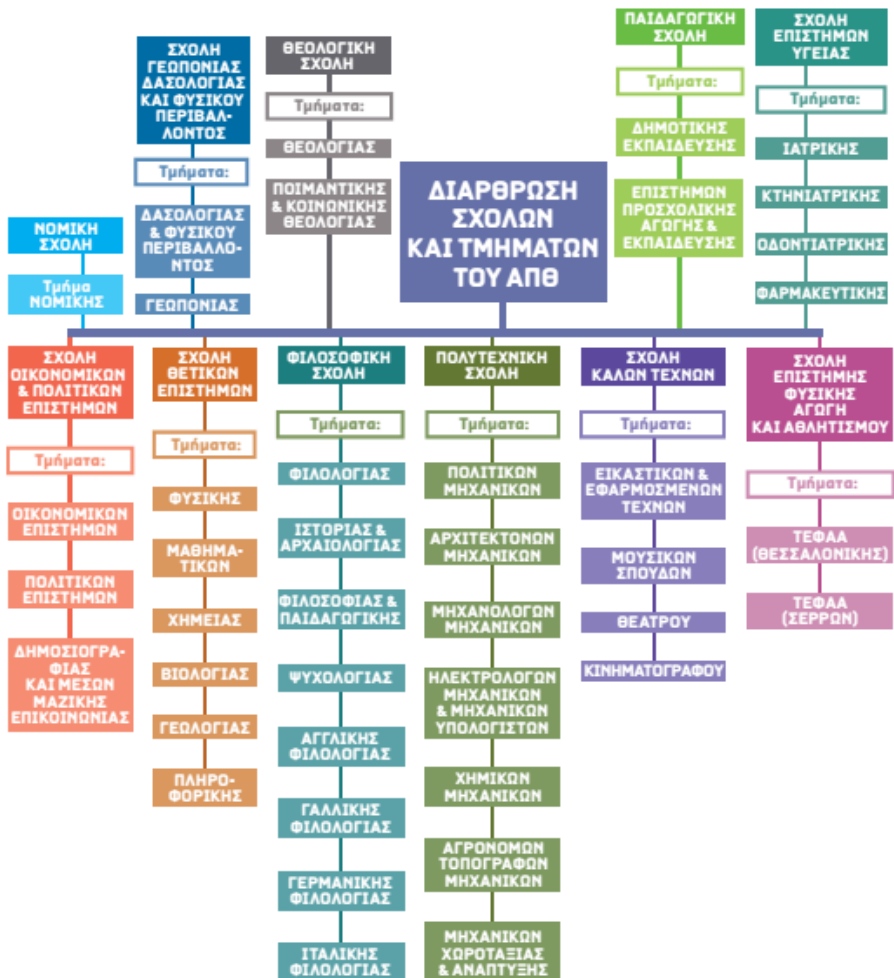 ΣΧΟΛΗ
ΓΕΩΠΟΝΙΑΣ
ΔΑΣΟΛΟΓΙΑΣ
ΚΑΙ ΦΥΣΙΚΟΥ
ΠΕΡΙΒΑΛ-
ΛΟΝΤΟΣ
Τμήματα:
ΔΑΣΟΛΟΓΙΑΣ
& ΦΥΣΙΚΟΥ
ΠΕΡΙΒΑΛΛΟ-
ΝΤΟΣ
ΓΕΩΠΟΝΙΑΣ
ΘΕΟΛΟΓΙΚΗ
ΣΧΟΛΗ
Τμήματα:
ΘΕΟΛΟΓΙΑΣ
ΠΟΙΜΑΝΤΙΚΗΣ
& ΚΟΙΝΩΝΙΚΗΣ
ΘΕΟΛΟΓΙΑΣ
ΠΑΙΔΑΓΩΓΙΚΗ
ΣΧΟΛΗ
Τμήματα:
ΔΗΜΟΤΙΚΗΣ
ΕΚΠΑΙΔΕΥΣΗΣ
ΕΠΙΣΤΗΜΩΝ
ΠΡΟΣΧΟΛΙΚΗΣ
ΑΓΩΓΗΣ &
ΕΚΠΑΙΔΕΥΣΗΣ
ΣΧΟΛΗ
ΕΠΙΣΤΗΜΩΝ
ΥΓΕΙΑΣ
Τμήματα:
ΙΑΤΡΙΚΗΣ
ΚΤΗΝΙΑΤΡΙΚΗΣ
ΟΔΟΝΤΙΑΤΡΙΚΗΣ
ΦΑΡΜΑΚΕΥΤΙΚΗΣ
ΝΟΜΙΚΗ
ΣΧΟΛΗ
Τμήμα
ΝΟΜΙΚΗΣ
ΔΙΑΡΘΡΩΣΗ
ΣΧΟΛΩΝ
ΚΑΙ ΤΜΗΜΑΤΩΝ
ΤΟΥ ΑΠΘ
ΣΧΟΛΗ
ΟΙΚΟΝΟΜΙΚΩΝ
& ΠΟΛΙΤΙΚΩΝ
ΕΠΙΣΤΗΜΩΝ
Τμήματα:
ΟΙΚΟΝΟΜΙΚΩΝ
ΕΠΙΣΤΗΜΩΝ
ΠΟΛΙΤΙΚΩΝ
ΕΠΙΣΤΗΜΩΝ
ΔΗΜΟΣΙΟΓΡΑ-
ΦΙΑΣ
ΚΑΙ ΜΕΣΩΝ
ΜΑΖΙΚΗΣ
ΕΠΙΚΟΙΝΩΝΙΑΣ
ΣΧΟΛΗ
ΘΕΤΙΚΩΝ
ΕΠΙΣΤΗΜΩΝ
Τμήματα:
ΦΥΣΙΚΗΣ
ΜΑΘΗΜΑ-
ΤΙΚΩΝ
ΧΗΜΕΙΑΣ
ΒΙΟΛΟΓΙΑΣ
ΓΕΩΛΟΓΙΑΣ
ΠΛΗΡΟ-
ΦΟΡΙΚΗΣ
ΦΙΛΟΣΟΦΙΚΗ
ΣΧΟΛΗ
Τμήματα:
ΦΙΛΟΛΟΓΙΑΣ
ΙΣΤΟΡΙΑΣ &
ΑΡΧΑΙΟΛΟΓΙΑΣ
ΦΙΛΟΣΟΦΙΑΣ &
ΠΑΙΔΑΓΩΓΙΚΗΣ
ΨΥΧΟΛΟΓΙΑΣ
ΑΓΓΛΙΚΗΣ
ΦΙΛΟΛΟΓΙΑΣ
ΓΑΛΛΙΚΗΣ
ΦΙΛΟΛΟΓΙΑΣ
ΓΕΡΜΑΝΙΚΗΣ
ΦΙΛΟΛΟΓΙΑΣ
ΙΤΑΛΙΚΗΣ
ΦΙΛΟΛΟΓΙΑΣ
ΠΟΛΥΤΕΧΝΙΚΗ
ΣΧΟΛΗ
Τμήματα:
ΠΟΛΙΤΙΚΩΝ
ΜΗΧΑΝΙΚΩΝ
ΑΡΧΙΤΕΚΤΟΝΩΝ
ΜΗΧΑΝΙΚΩΝ
ΜΗΧΑΝΟΛΟΓΩΝ
ΜΗΧΑΝΙΚΩΝ
ΗΛΕΚΤΡΟΛΟΓΩΝ
ΜΗΧΑΝΙΚΩΝ
& ΜΗΧΑΝΙΚΩΝ
ΥΠΟΛΟΓΙΣΤΩΝ
ΧΗΜΙΚΩΝ
ΜΗΧΑΝΙΚΩΝ
ΑΓΡΟΝΟΜΩΝ
ΤΟΠΟΓΡΑΦΩΝ
ΜΗΧΑΝΙΚΩΝ
ΜΗΧΑΝΙΚΩΝ
ΧΩΡΟΤΑΞΙΑΣ
& ΑΝΑΠΤΥΞΗΣ
ΣΧΟΛΗ
ΚΑΛΩΝ ΤΕΧΝΩΝ
Τμήματα:
ΕΙΚΑΣΤΙΚΩΝ &
ΕΦΑΡΜΟΣΜΕΝΩΝ
ΤΕΧΝΩΝ
ΜΟΥΣΙΚΩΝ
ΣΠΟΥΔΩΝ
ΘΕΑΤΡΟΥ
ΚΙΝΗΜΑΤΟΓΡΑΦΟΥ
ΣΧΟΛΗ
ΕΠΙΣΤΗΜΗΣ
ΦΥΣΙΚΗΣ
ΑΓΩΓΗ
ΚΑΙ ΑΘΛΗΤΙΣΜΟΥ
Τμήματα:
ΤΕΦΑΑ
(ΘΕΣΣΑΛΟΝΙΚΗΣ)
ΤΕΦΑΑ
(ΣΕΡΡΩΝ)